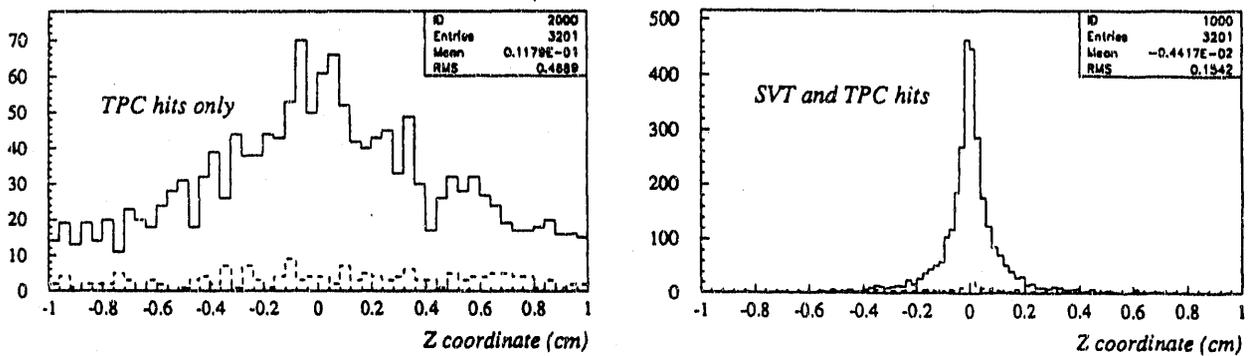 ID 2000
Entries 3201
Mean 0.1179E-01
RMS 0.4889
TPC hits only
70
60
50
40
30
20
10
0
-1 -0.8 -0.6 -0.4 -0.2 0 0.2 0.4 0.6 0.8 1
Z coordinate (cm)
ID 1000
Entries 3201
Mean -0.4417E-02
RMS 0.1542
SVT and TPC hits
500
400
300
200
100
0
-1 -0.8 -0.6 -0.4 -0.2 0 0.2 0.4 0.6 0.8 1
Z coordinate (cm)